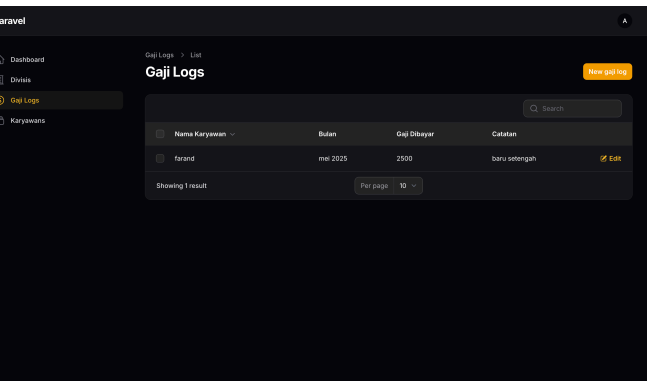 aravel
A
Dashboard
Divisis
Gaji Logs
Karyawans
Gaji Logs > List
Gaji Logs
New gaji log
Search
Nama Karyawan Bulan Gaji Dibayar Catatan
farand mei 2025 2500 baru setengah Edit
Showing 1 result Per page 10